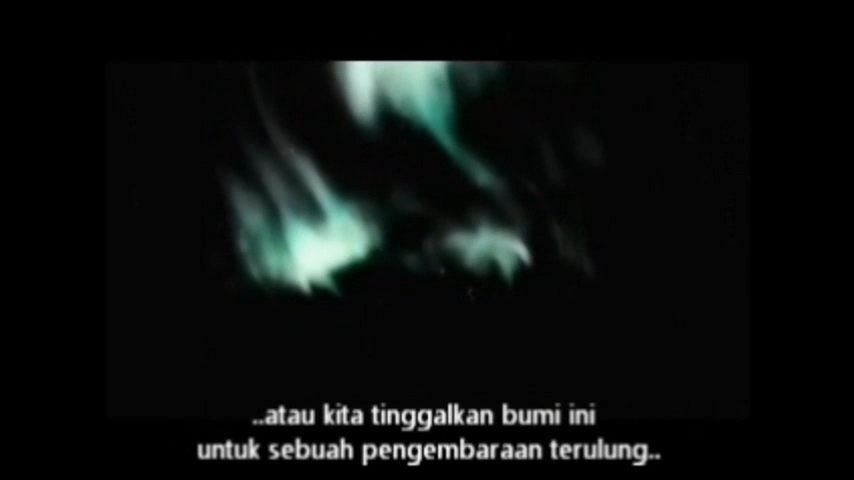 ..atau kita tinggalkan bumi ini
untuk sebuah pengembaraan terulung..